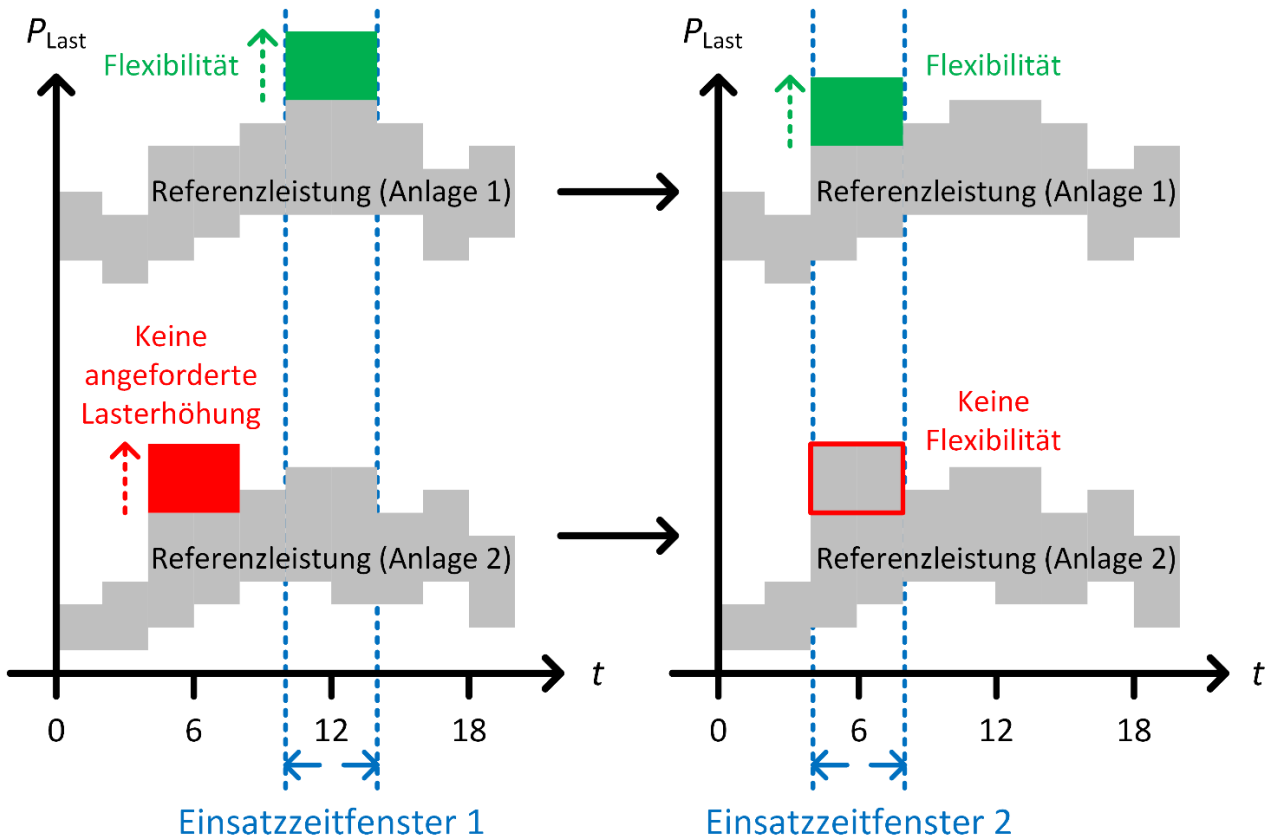 P_Last
Flexibilität
Referenzleistung (Anlage 1)
Keine
angeforderte
Lasterhöhung
Referenzleistung (Anlage 2)
t
0 6 12 18
Einsatzzeitfenster 1
P_Last
Flexibilität
Referenzleistung (Anlage 1)
Keine
Flexibilität
Referenzleistung (Anlage 2)
t
0 6 12 18
Einsatzzeitfenster 2